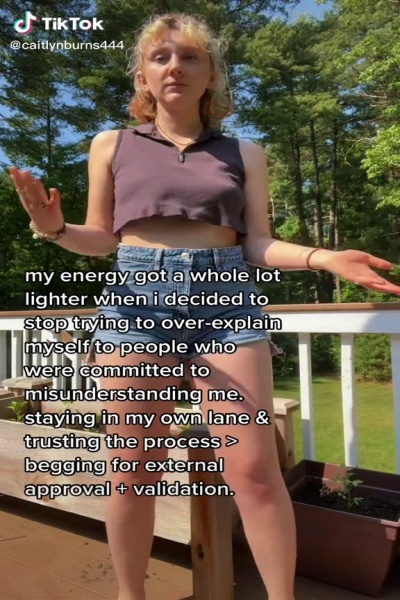 TikTok
@caitlynburns444
my energy got a whole lot
lighter when i decided to
stop trying to over-explain
myself to people who
were committed to
misunderstanding me.
staying in my own lane &
trusting the process >
begging for external
approval + validation.